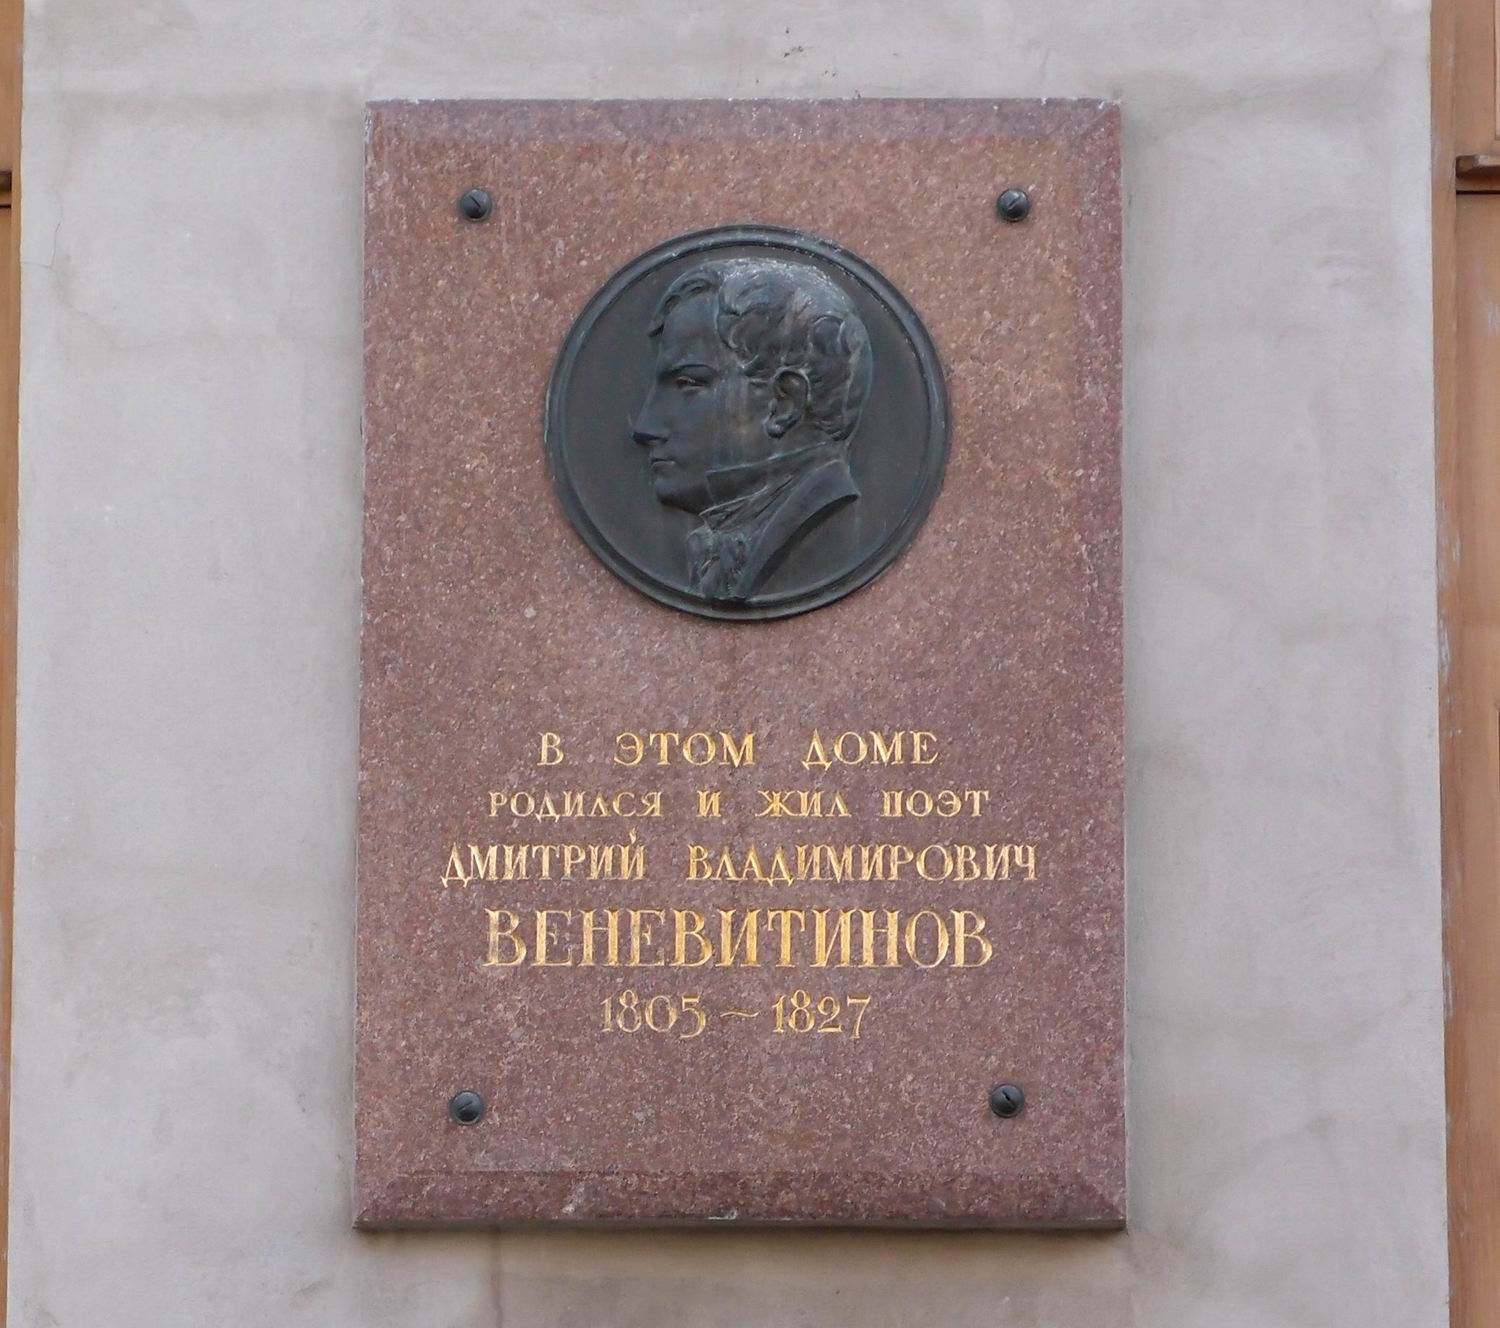 В ЭТОМ ДОМЕ
РОДИЛСЯ И ЖИЛ ПОЭТ
ДМИТРИЙ ВЛАДИМИРОВИЧ
ВЕНЕВИТИНОВ
1805 ~ 1827